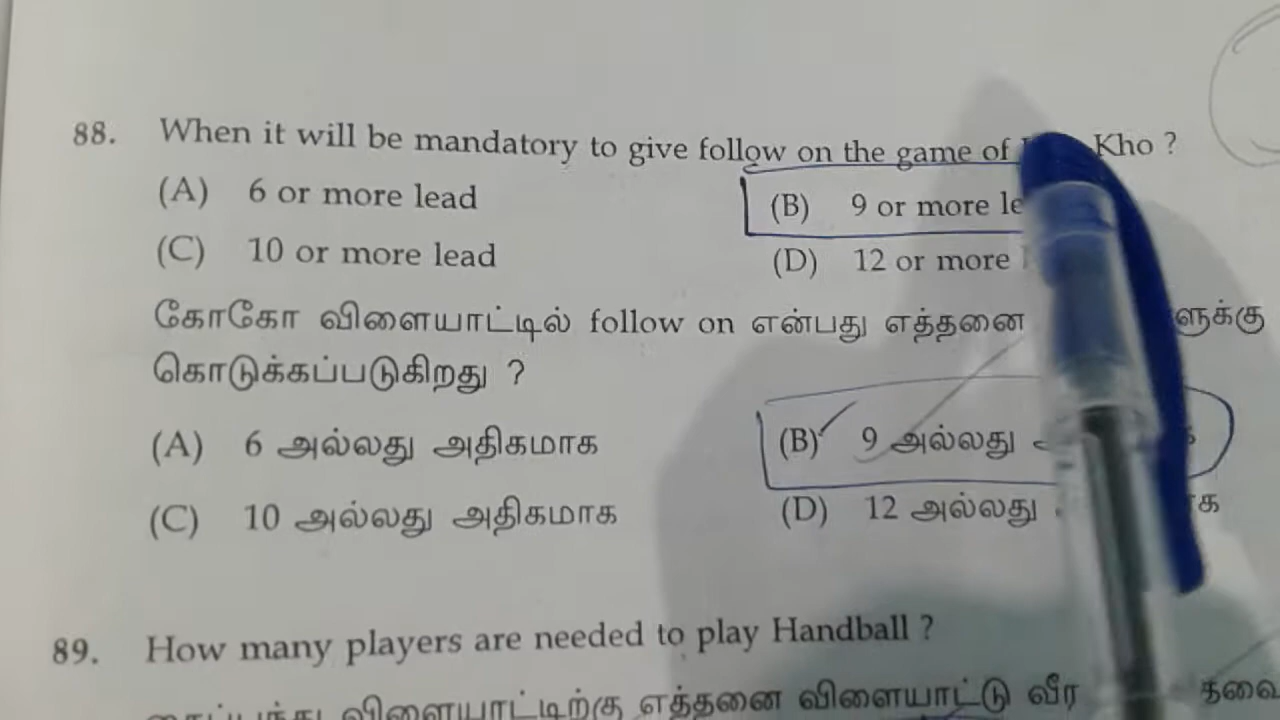 88. When it will be mandatory to give follow on the game of Kho ?
(A) 6 or more lead (B) 9 or more
(C) 10 or more lead (D) 12 or more
கோகோ விளையாட்டில் follow on என்பது எத்தனை
கொடுக்கப்படுகிறது ?
(A) 6 அல்லது அதிகமாக (B) 9 அல்லது
(C) 10 அல்லது அதிகமாக (D) 12 அல்லது
89. How many players are needed to play Handball ?
எத்தனை விளையாட்டு வீர